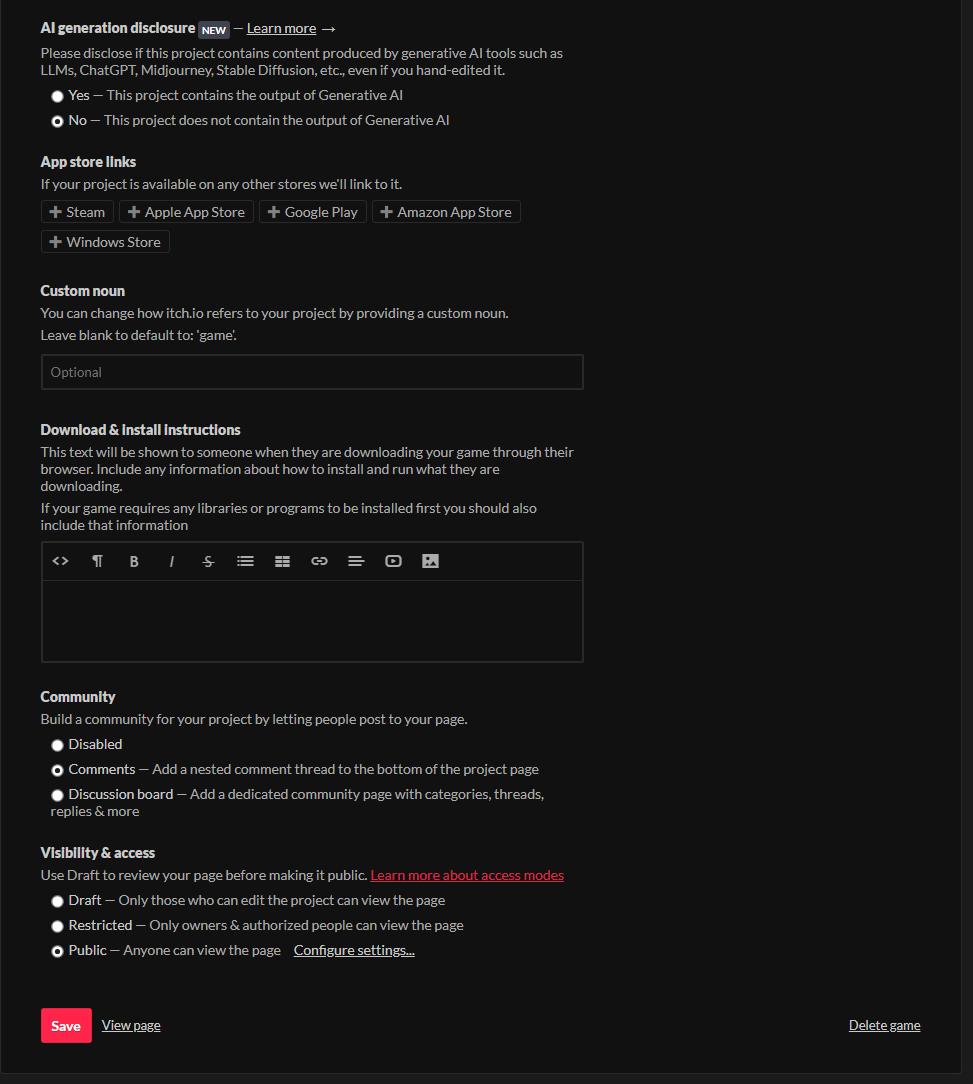 AI generation disclosure NEW — Learn more →
Please disclose if this project contains content produced by generative AI tools such as
LLMs, ChatGPT, Midjourney, Stable Diffusion, etc., even if you hand-edited it.
Yes — This project contains the output of Generative AI
No — This project does not contain the output of Generative AI
App store links
If your project is available on any other stores we'll link to it.
Steam Apple App Store Google Play Amazon App Store
Windows Store
Custom noun
You can change how itch.io refers to your project by providing a custom noun.
Leave blank to default to: 'game'.
Optional
Download & install instructions
This text will be shown to someone when they are downloading your game through their
browser. Include any information about how to install and run what they are
downloading.
If your game requires any libraries or programs to be installed first you should also
include that information
<> ¶ B I S
Community
Build a community for your project by letting people post to your page.
Disabled
Comments — Add a nested comment thread to the bottom of the project page
Discussion board — Add a dedicated community page with categories, threads,
replies & more
Visibility & access
Use Draft to review your page before making it public. Learn more about access modes
Draft — Only those who can edit the project can view the page
Restricted — Only owners & authorized people can view the page
Public — Anyone can view the page Configure settings...
Save View page Delete game